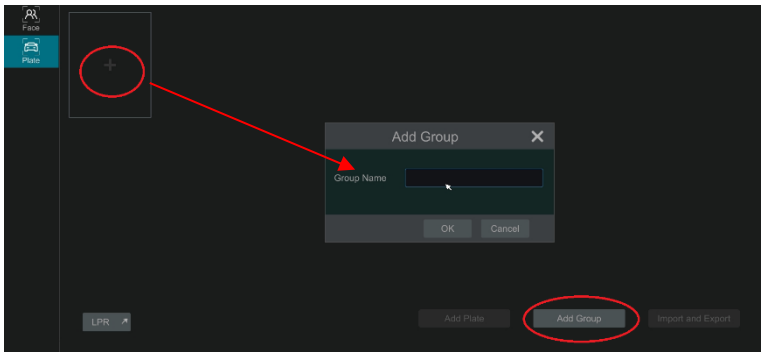 Face
Plate
+
Add Group
Group Name
OK Cancel
LPR
Add Plate Add Group Import and Export